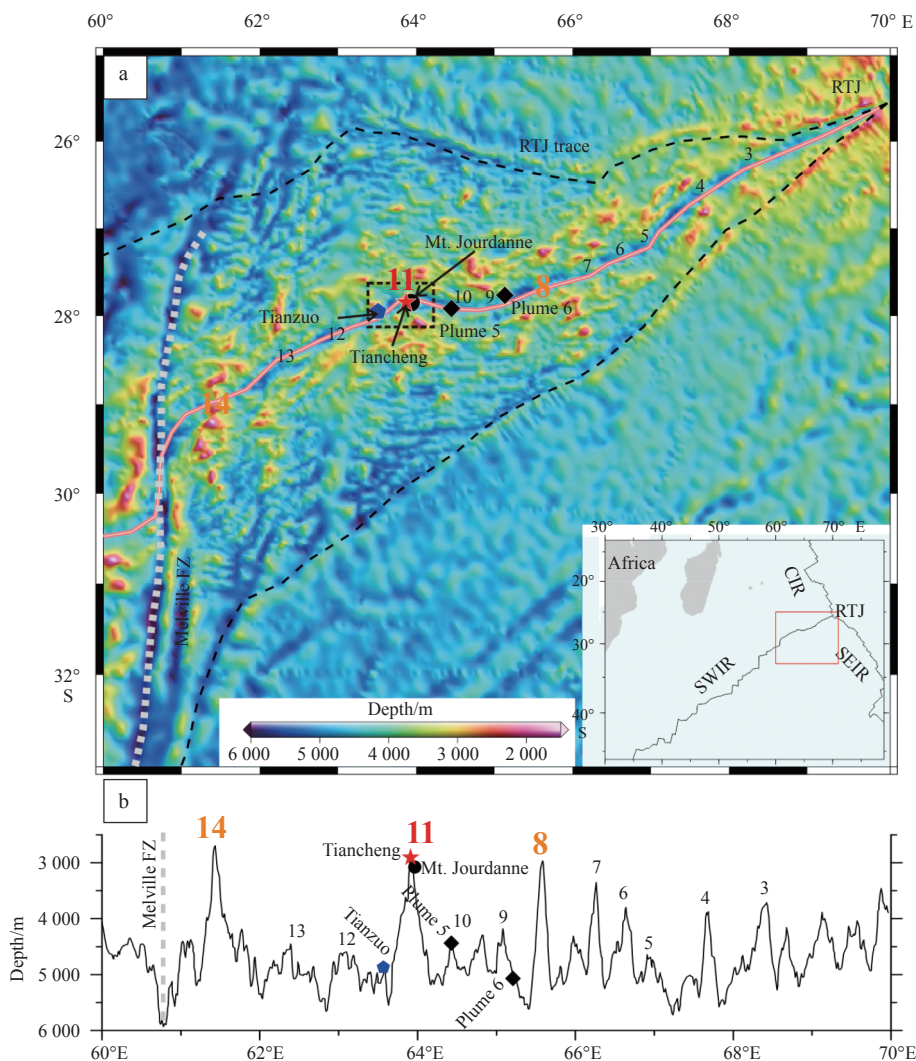 60° 62° 64° 66° 68° 70° E
a
RTJ
26°
RTJ trace
3
4
5
6
7
Mt. Jourdanne
11
8
10
9
Plume 6
28°
Tianzuo
Plume 5
12
Tiancheng
13
14
30°
Melville FZ
32°
S
30° 40° 50° 60° 70° E
Africa
CIR
20°
RTJ
30°
SEIR
SWIR
40°
S
Depth/m
6 000 5 000 4 000 3 000 2 000
b
14
11
8
Tiancheng
Mt. Jourdanne
3 000
7
6
4
3
Melville FZ
4 000
Plume 5
10
9
13
12
Tianzuo
5
5 000
Plume 6
6 000
Depth/m
60°E 62°E 64°E 66°E 68°E 70°E